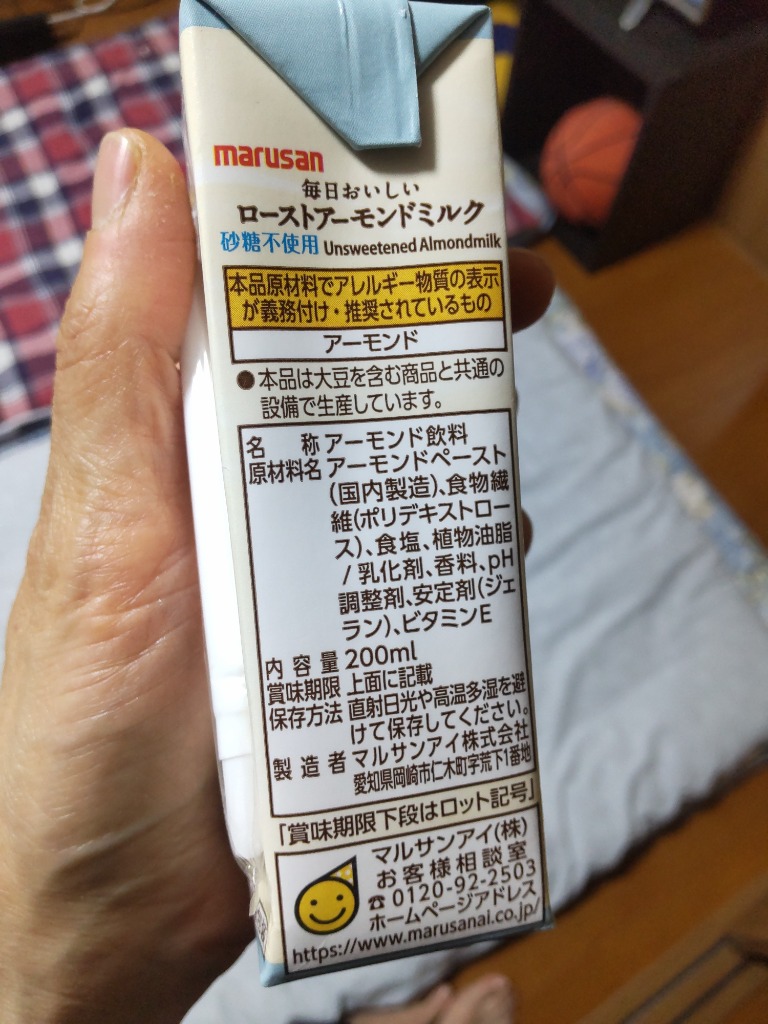 marusan
毎日おいしい
ローストアーモンドミルク
砂糖不使用 Unsweetened Almondmilk
本品原材料でアレルギー物質の表示
が義務付け・推奨されているもの
アーモンド
●本品は大豆を含む商品と共通の
設備で生産しています。
名称 アーモンド飲料
原材料名 アーモンドペースト
(国内製造)、食物繊
維(ポリデキストロー
ス)、食塩、植物油脂
/ 乳化剤、香料、pH
調整剤、安定剤(ジェ
ラン)、ビタミンE
内容量 200ml
賞味期限 上面に記載
保存方法 直射日光や高温多湿を避
けて保存してください。
製造者 マルサンアイ株式会社
愛知県岡崎市仁木町字荒下1番地
「賞味期限下段はロット記号」
マルサンアイ(株)
お客様相談室
☎ 0120-92-2503
ホームページアドレス
https://www.marusanai.co.jp/